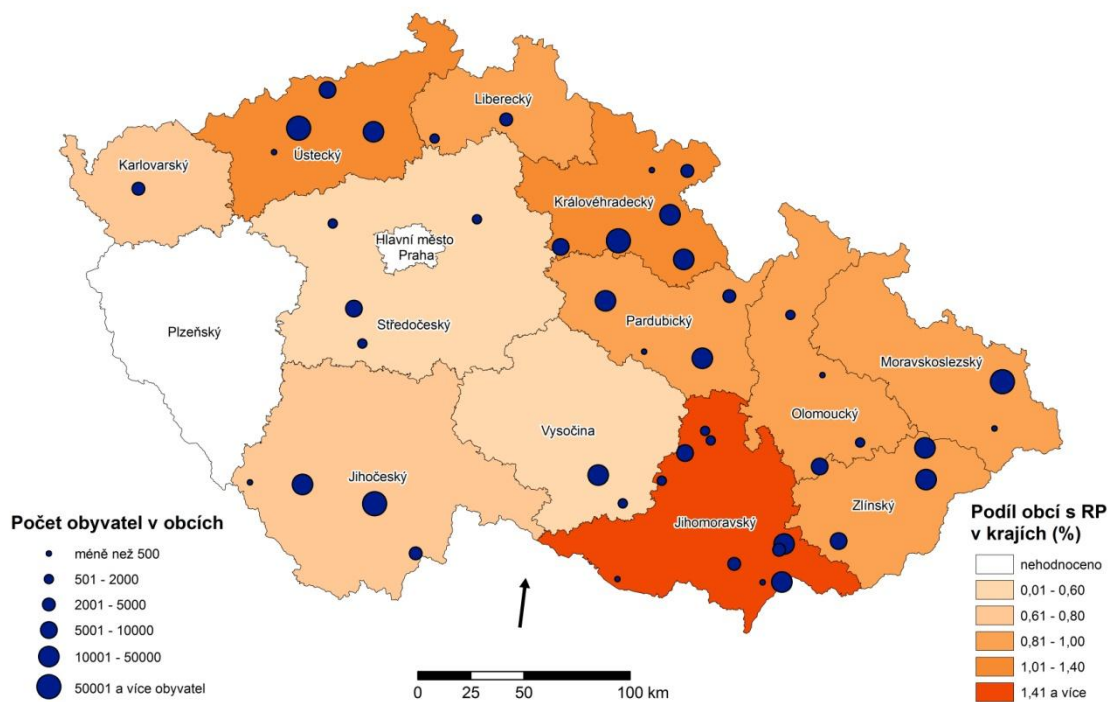 Liberecký
Karlovarský
Ústecký
Královéhradecký
Hlavní město
Praha
Středočeský
Plzeňský
Pardubický
Moravskoslezský
Olomoucký
Vysočina
Jihočeský
Zlínský
Jihomoravský
Počet obyvatel v obcích
méně než 500
501 - 2000
2001 - 5000
5001 - 10000
10001 - 50000
50001 a více obyvatel
0 25 50 100 km
Podíl obcí s RP
v krajích (%)
nehodnoceno
0,01 - 0,60
0,61 - 0,80
0,81 - 1,00
1,01 - 1,40
1,41 a více